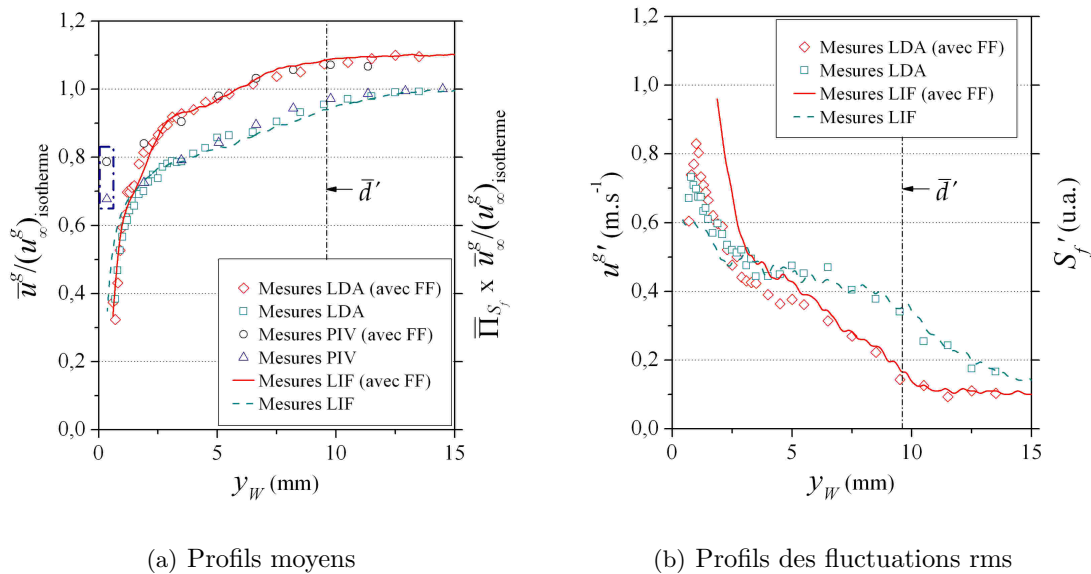 1,2
1,0
0,8
0,6
0,4
0,2
0,0
0
5
10
15
y_W (mm)
u̅^g/(u_∞^g)_isotherme
Π̅_{S_f} x u̅_∞^g/(u_∞^g)_isotherme
d̅'
Mesures LDA (avec FF)
Mesures LDA
Mesures PIV (avec FF)
Mesures PIV
Mesures LIF (avec FF)
Mesures LIF
(a) Profils moyens
1,2
1,0
0,8
0,6
0,4
0,2
0,0
0
5
10
15
y_W (mm)
u^g' (m.s^-1)
S_f' (u.a.)
d̅'
Mesures LDA (avec FF)
Mesures LDA
Mesures LIF (avec FF)
Mesures LIF
(b) Profils des fluctuations rms